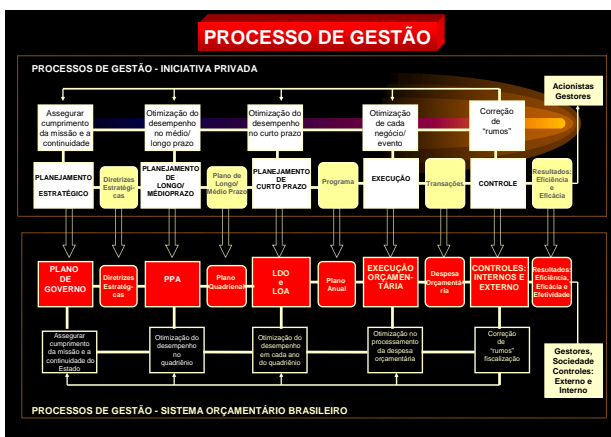 PROCESSO DE GESTÃO
PROCESSOS DE GESTÃO - INICIATIVA PRIVADA
Acionistas
Gestores
Assegurar
cumprimento
da missão e a
continuidade
Otimização do
desempenho
no médio/
longo prazo
Otimização do
desempenho
no curto prazo
Otimização
de cada
negócio/
evento
Correção
de
"rumos"
PLANEJAMENTO
ESTRATÉGICO
Diretrizes
Estratégi-
cas
PLANEJAMENTO
DE
LONGO/
MÉDIOPRAZO
Plano de
Longo/
Médio Prazo
PLANEJAMENTO
DE
CURTO PRAZO
Programa
EXECUÇÃO
Transações
CONTROLE
Resultados:
Eficiência e
Eficácia
PLANO
DE
GOVERNO
Diretrizes
Estratég-
cas
PPA
Plano
Quadrienal
LDO
e
LOA
Plano
Anual
EXECUÇÃO
ORÇAMEN-
TÁRIA
Despesa
Orçamentá-
ria
CONTROLES:
INTERNOS E
EXTERNO
Resultados:
Eficiência,
Eficácia e
Efetividade
Assegurar
cumprimento
da missão e a
continuidade do
Estado
Otimização do
desempenho
no
quadriênio
Otimização do
desempenho
em cada ano
do quadriênio
Otimização no
processamento
da despesa
orçamentária
Correção
de
"rumos"
fiscalização
Gestores,
Sociedade
Controles:
Externo e
Interno
PROCESSOS DE GESTÃO - SISTEMA ORÇAMENTÁRIO BRASILEIRO